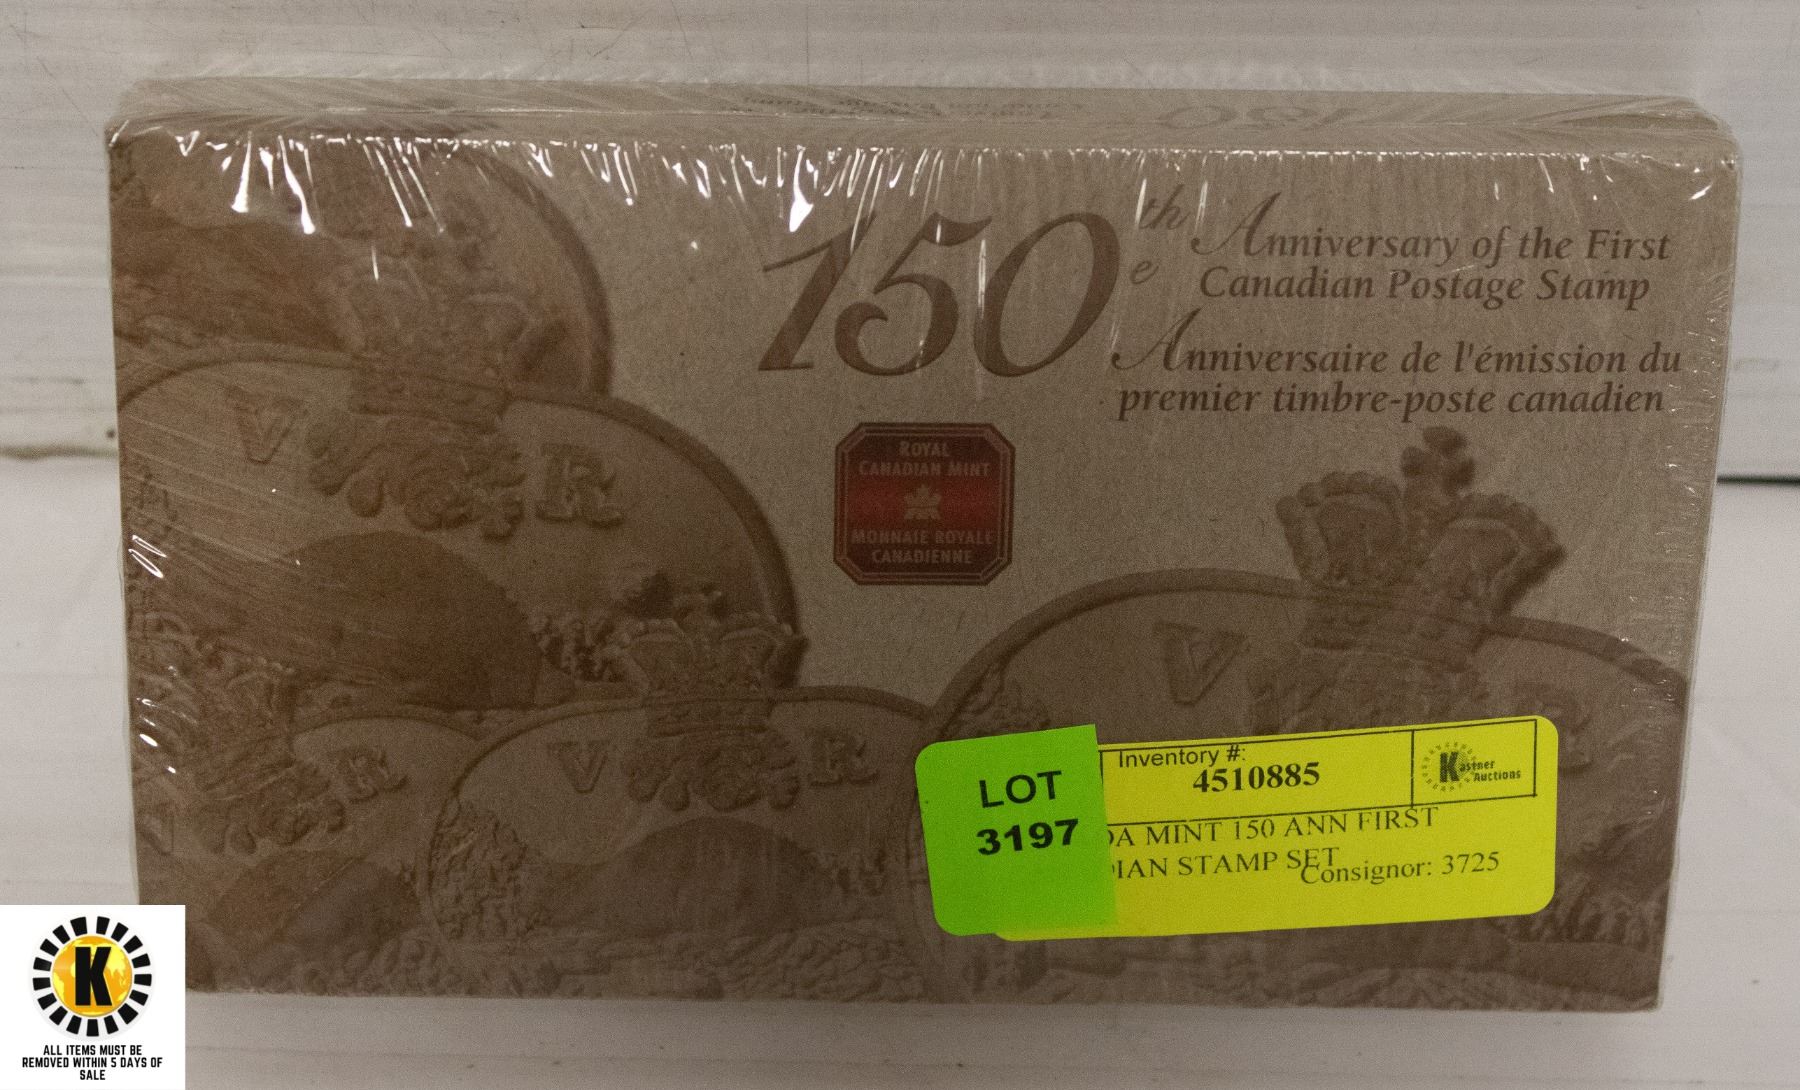 150th Anniversary of the First
Canadian Postage Stamp
150e Anniversaire de l'émission du
premier timbre-poste canadien
ROYAL
CANADIAN MINT
MONNAIE ROYALE
CANADIENNE
V R
V R
R
V R
V R
LOT
3197
Inventory #:
4510885
Kastner
Auctions
DA MINT 150 ANN FIRST
DIAN STAMP SET
Consignor: 3725
K
ALL ITEMS MUST BE
REMOVED WITHIN 5 DAYS OF
SALE